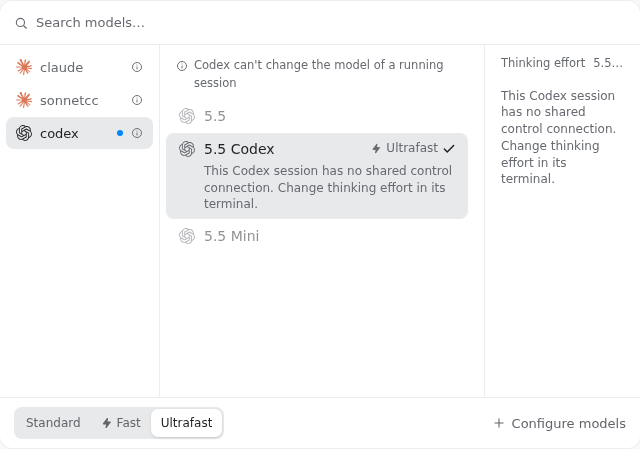 Search models...
claude
sonnetcc
codex
Codex can't change the model of a running
session
5.5
5.5 Codex
Ultrafast
This Codex session has no shared control
connection. Change thinking effort in its
terminal.
5.5 Mini
Thinking effort 5.5...
This Codex session
has no shared
control connection.
Change thinking
effort in its
terminal.
Standard
Fast
Ultrafast
Configure models